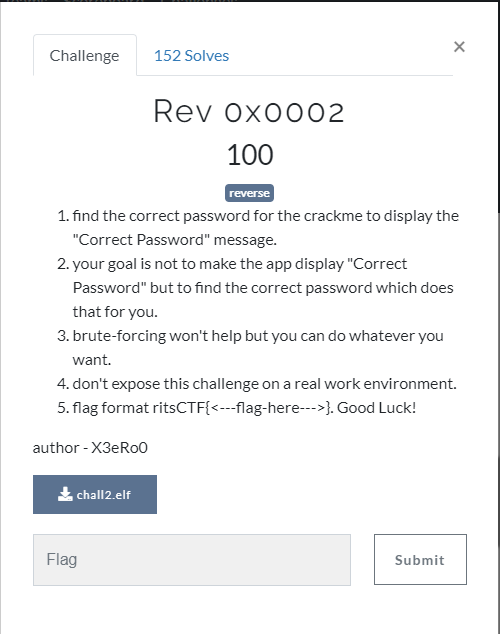 Challenge
152 Solves
×
Rev 0x0002
100
reverse
1. find the correct password for the crackme to display the
"Correct Password" message.
2. your goal is not to make the app display "Correct
Password" but to find the correct password which does
that for you.
3. brute-forcing won't help but you can do whatever you
want.
4. don't expose this challenge on a real work environment.
5. flag format ritsCTF{<---flag-here--->}. Good Luck!
author - X3eRo0
chall2.elf
Flag
Submit